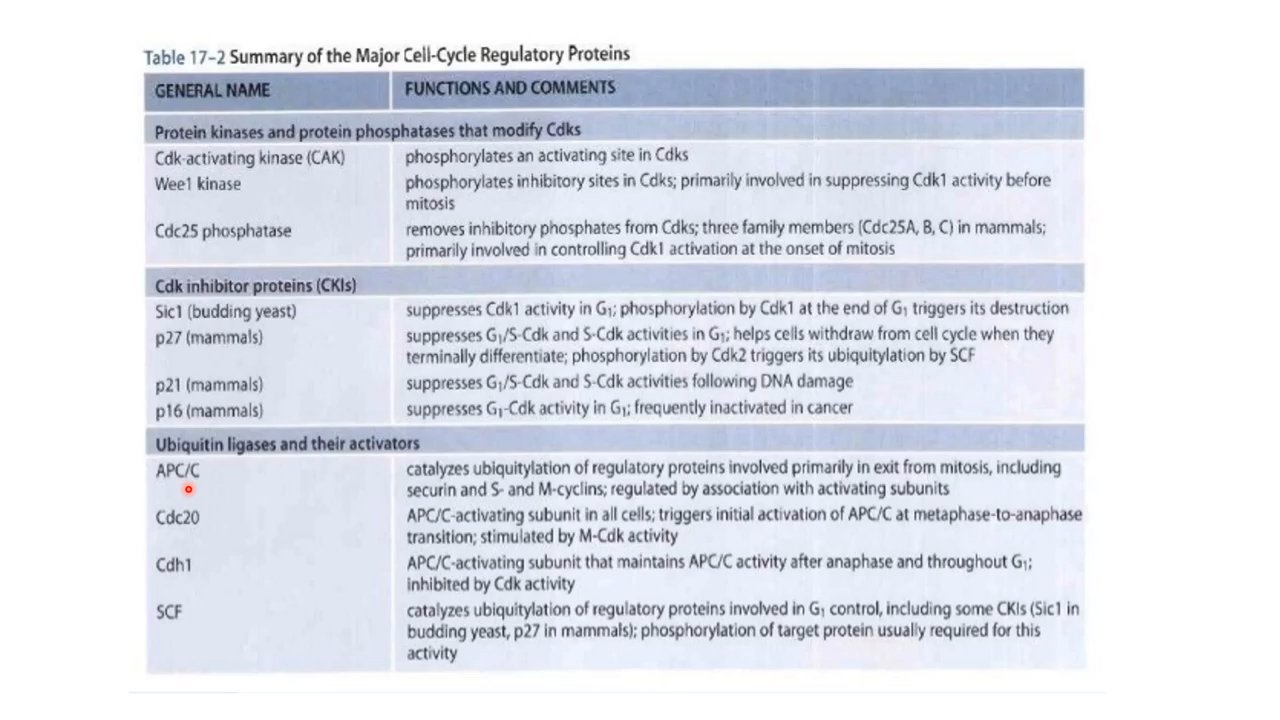 Table 17–2 Summary of the Major Cell-Cycle Regulatory Proteins
GENERAL NAME
FUNCTIONS AND COMMENTS
Protein kinases and protein phosphatases that modify Cdks
Cdk-activating kinase (CAK)
phosphorylates an activating site in Cdks
Wee1 kinase
phosphorylates inhibitory sites in Cdks; primarily involved in suppressing Cdk1 activity before
mitosis
Cdc25 phosphatase
removes inhibitory phosphates from Cdks; three family members (Cdc25A, B, C) in mammals;
primarily involved in controlling Cdk1 activation at the onset of mitosis
Cdk inhibitor proteins (CKIs)
Sic1 (budding yeast)
suppresses Cdk1 activity in G₁; phosphorylation by Cdk1 at the end of G₁ triggers its destruction
p27 (mammals)
suppresses G₁/S-Cdk and S-Cdk activities in G₁; helps cells withdraw from cell cycle when they
terminally differentiate; phosphorylation by Cdk2 triggers its ubiquitylation by SCF
p21 (mammals)
suppresses G₁/S-Cdk and S-Cdk activities following DNA damage
p16 (mammals)
suppresses G₁-Cdk activity in G₁; frequently inactivated in cancer
Ubiquitin ligases and their activators
APC/C
catalyzes ubiquitylation of regulatory proteins involved primarily in exit from mitosis, including
securin and S- and M-cyclins; regulated by association with activating subunits
Cdc20
APC/C-activating subunit in all cells; triggers initial activation of APC/C at metaphase-to-anaphase
transition; stimulated by M-Cdk activity
Cdh1
APC/C-activating subunit that maintains APC/C activity after anaphase and throughout G₁;
inhibited by Cdk activity
SCF
catalyzes ubiquitylation of regulatory proteins involved in G₁ control, including some CKIs (Sic1 in
budding yeast, p27 in mammals); phosphorylation of target protein usually required for this
activity